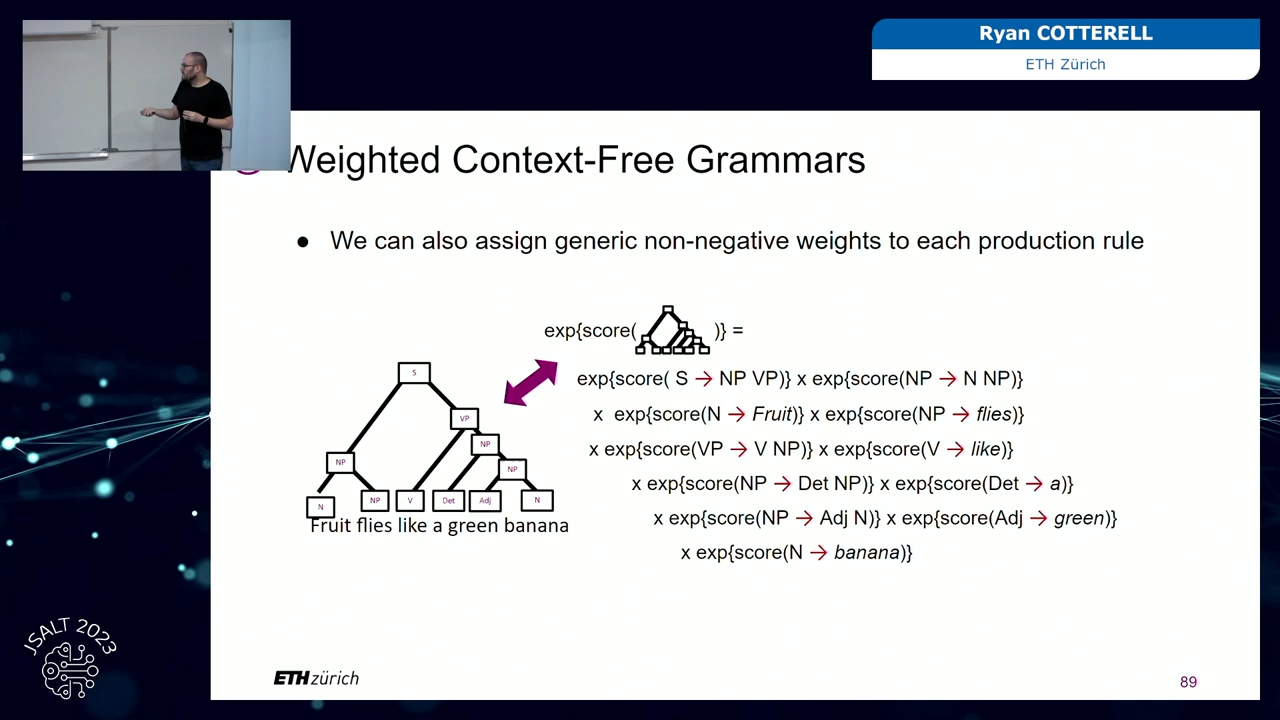 Ryan COTTERELL
ETH Zürich
Weighted Context-Free Grammars
● We can also assign generic non-negative weights to each production rule
exp{score( )} =
exp{score( S → NP VP)} x exp{score(NP → N NP)}
x exp{score(N → Fruit)} x exp{score(NP → flies)}
x exp{score(VP → V NP)} x exp{score(V → like)}
x exp{score(NP → Det NP)} x exp{score(Det → a)}
x exp{score(NP → Adj N)} x exp{score(Adj → green)}
x exp{score(N → banana)}
S
VP
NP
NP
NP
N NP V Det Adj N
Fruit flies like a green banana
JSALT 2023
ETH zürich
89